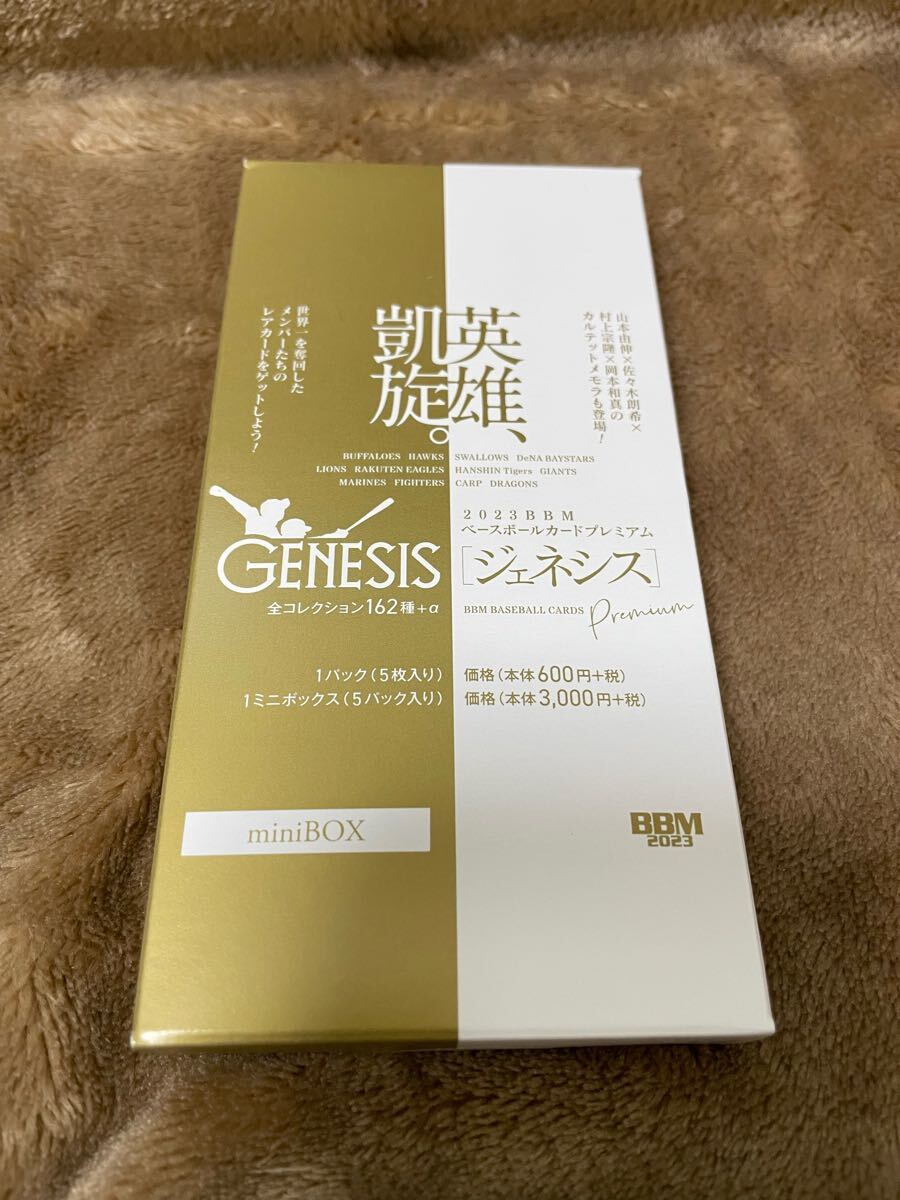 英雄、
凱旋。
山本由伸×佐々木朗希×
村上宗隆×岡本和真の
カルテットメモラも登場！
世界一を奪回した
メンバーたちの
レアカードをゲットしよう！
BUFFALOES HAWKS SWALLOWS DeNA BAYSTARS
LIONS RAKUTEN EAGLES HANSHIN Tigers GIANTS
MARINES FIGHTERS CARP DRAGONS
GENESIS
全コレクション162種+α
2023BBM
ベースボールカードプレミアム
[ジェネシス]
BBM BASEBALL CARDS Premium
1パック（5枚入り） 価格（本体600円+税）
1ミニボックス（5パック入り） 価格（本体3,000円+税）
miniBOX
BBM
2023